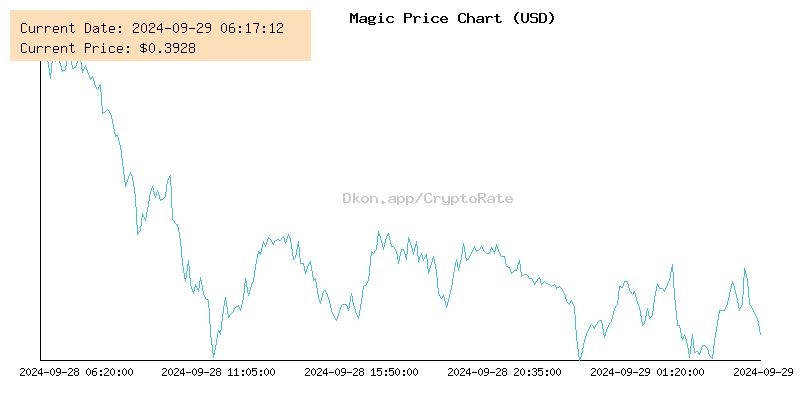 Magic Price Chart (USD)
Current Date: 2024-09-29 06:17:12
Current Price: $0.3928
Dkon.app/CryptoRate
2024-09-28 06:20:00 2024-09-28 11:05:00 2024-09-28 15:50:00 2024-09-28 20:35:00 2024-09-29 01:20:00 2024-09-29